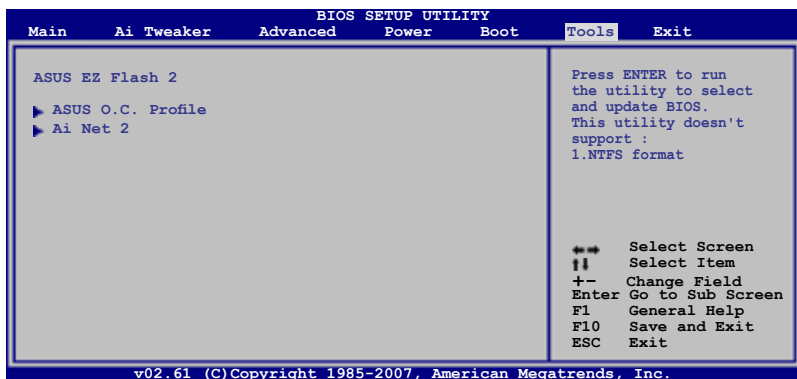 BIOS SETUP UTILITY
Main Ai Tweaker Advanced Power Boot Tools Exit
ASUS EZ Flash 2
ASUS O.C. Profile
Ai Net 2
Press ENTER to run
the utility to select
and update BIOS.
This utility doesn't
support :
1.NTFS format
Select Screen
Select Item
+- Change Field
Enter Go to Sub Screen
F1 General Help
F10 Save and Exit
ESC Exit
v02.61 (C)Copyright 1985-2007, American Megatrends, Inc.